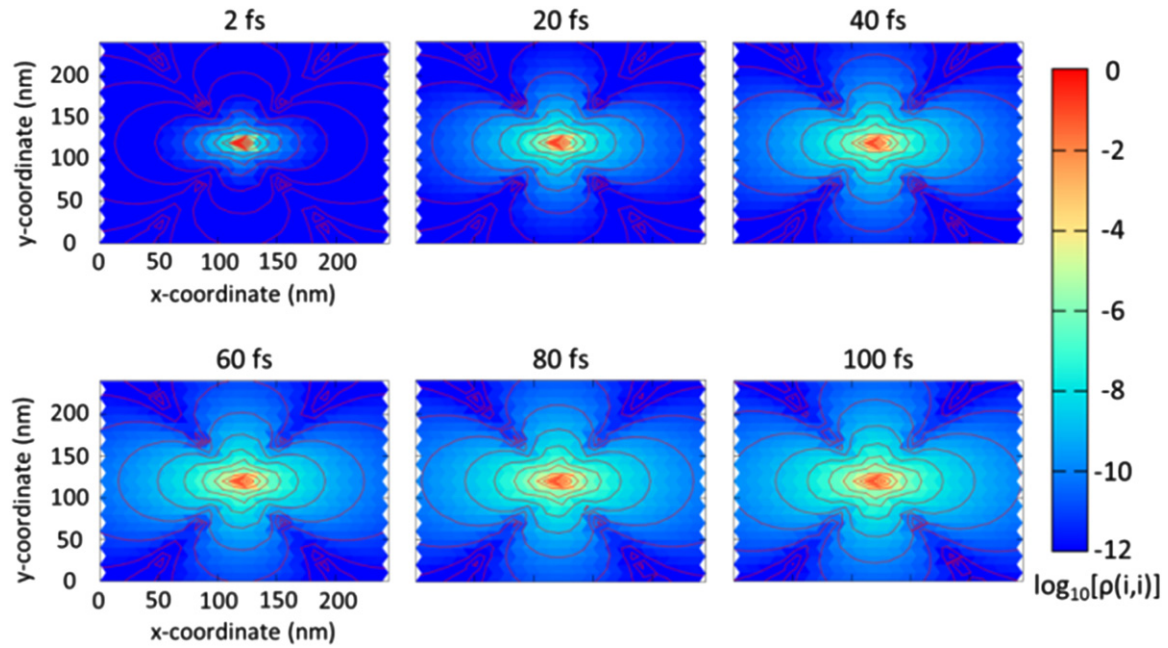 2 fs
20 fs
40 fs
y-coordinate (nm)
200
150
100
50
0
0 50 100 150 200
x-coordinate (nm)
60 fs
80 fs
100 fs
y-coordinate (nm)
200
150
100
50
0
0 50 100 150 200
x-coordinate (nm)
0
-2
-4
-6
-8
-10
-12
log₁₀[ρ(i,i)]